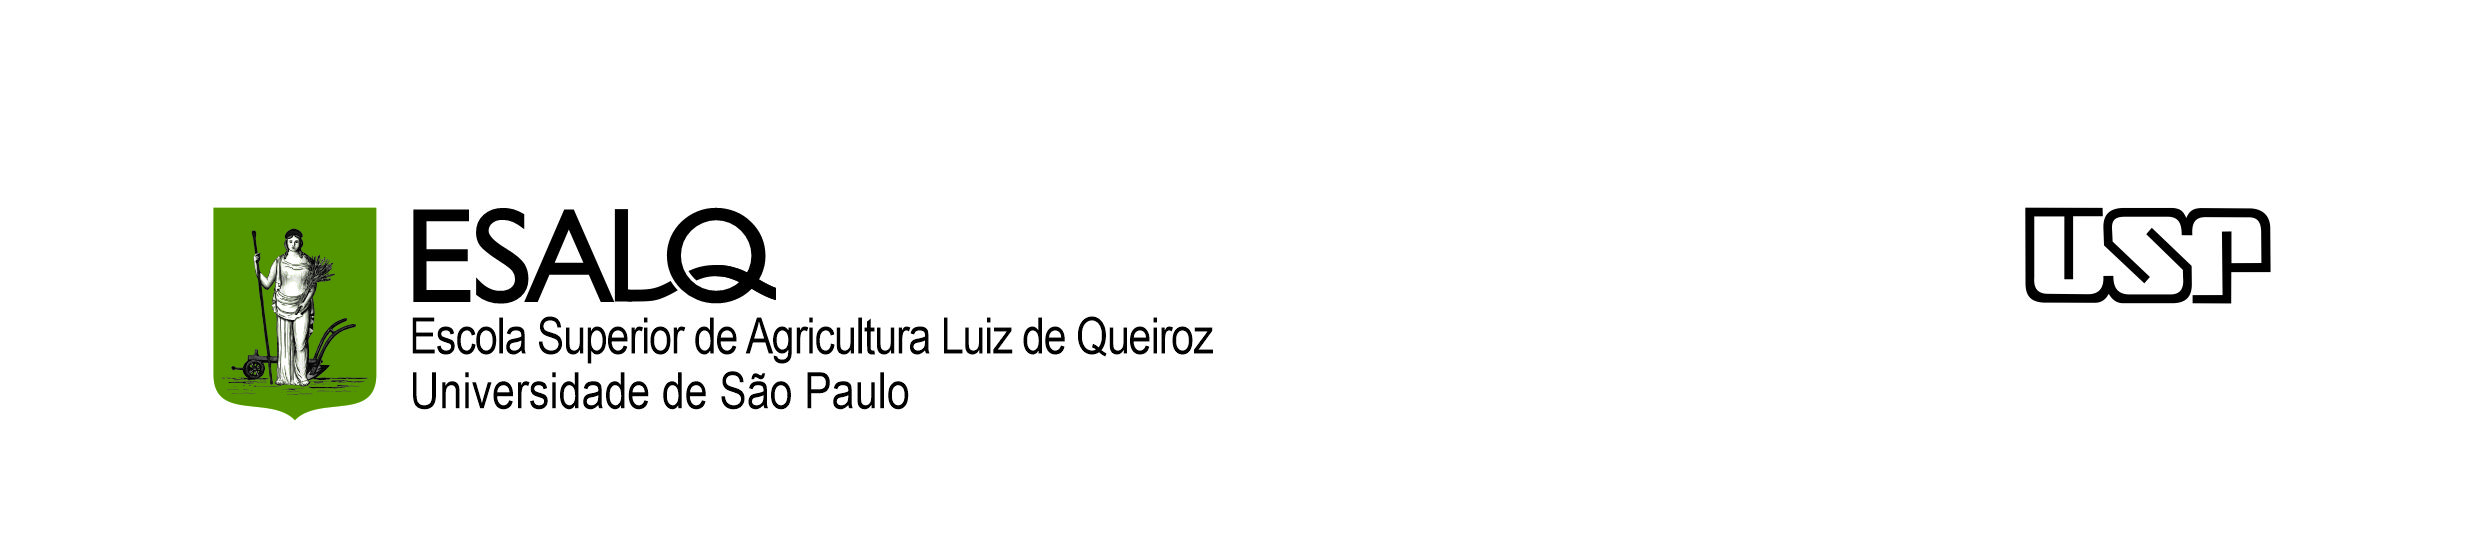 ESALQ
Escola Superior de Agricultura Luiz de Queiroz
Universidade de São Paulo
USP